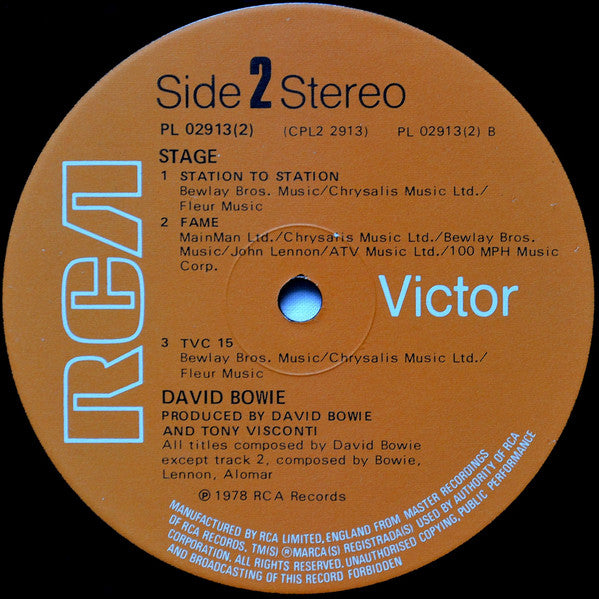 Side 2 Stereo
PL 02913(2) (CPL2 2913) PL 02913(2) B
STAGE
1 STATION TO STATION
Bewlay Bros. Music/Chrysalis Music Ltd./
Fleur Music
2 FAME
MainMan Ltd./Chrysalis Music Ltd./Bewlay Bros.
Music/John Lennon/ATV Music Ltd./100 MPH Music
Corp.
RCA
Victor
3 TVC 15
Bewlay Bros. Music/Chrysalis Music Ltd./
Fleur Music
DAVID BOWIE
PRODUCED BY DAVID BOWIE
AND TONY VISCONTI
All titles composed by David Bowie
except track 2, composed by Bowie,
Lennon, Alomar
Ⓟ 1978 RCA Records
MANUFACTURED BY RCA LIMITED, ENGLAND FROM MASTER RECORDINGS
OF RCA RECORDS. TM(S) ® MARCA(S) REGISTRADA(S) USED BY AUTHORITY OF RCA
CORPORATION. ALL RIGHTS RESERVED. UNAUTHORISED COPYING, PUBLIC PERFORMANCE
AND BROADCASTING OF THIS RECORD FORBIDDEN